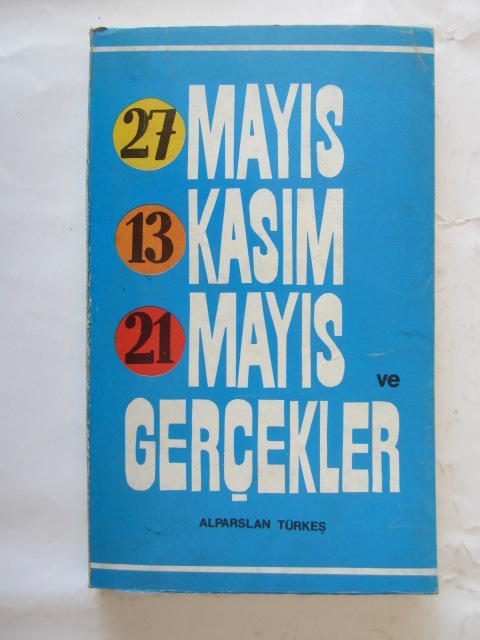 27 MAYIS
13 KASIM
21 MAYIS
ve
GERÇEKLER
ALPARSLAN TÜRKEŞ